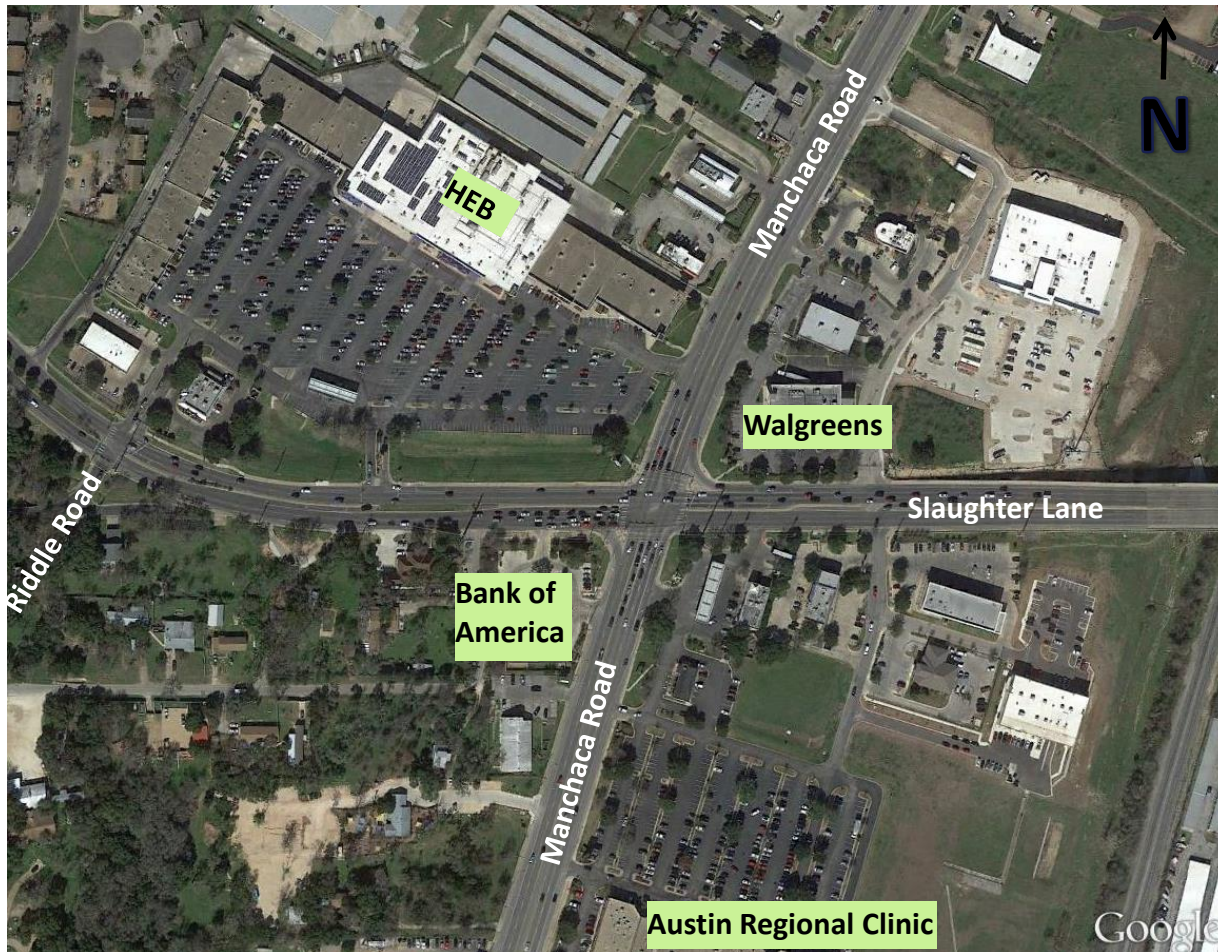 N
Manchaca Road
HEB
Walgreens
Slaughter Lane
Riddle Road
Bank of
America
Manchaca Road
Austin Regional Clinic
Google